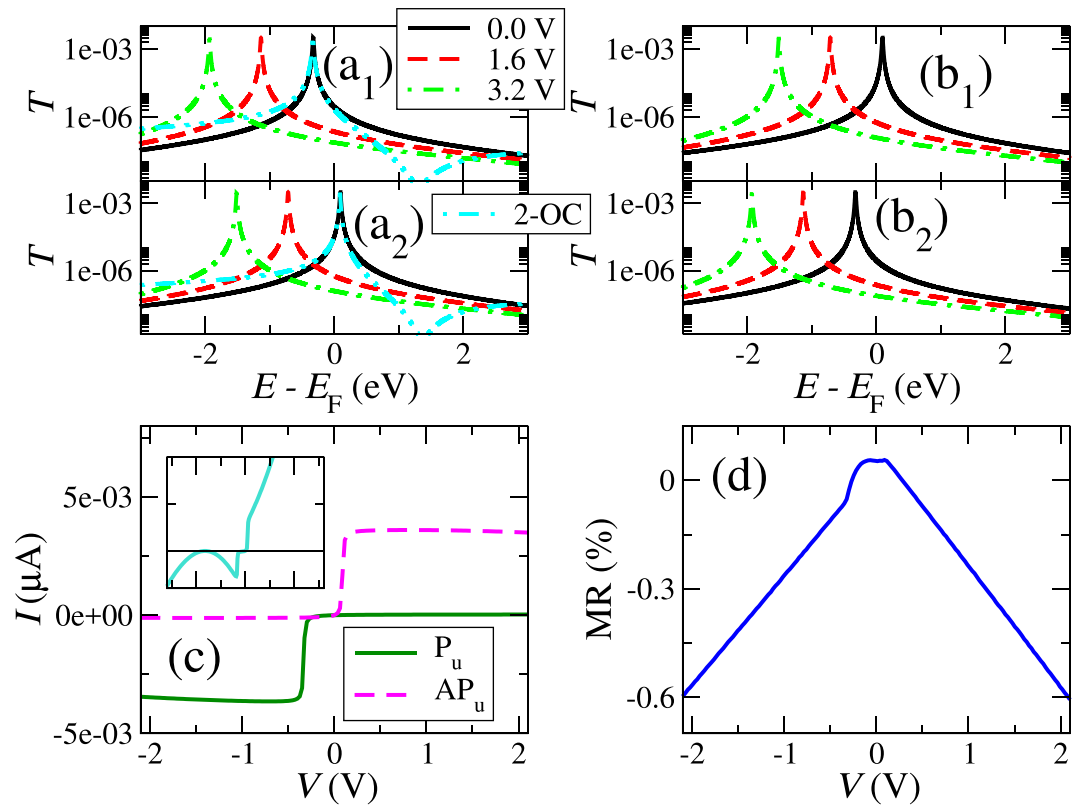 1e-03
1e-06
T
(a1)
0.0 V
1.6 V
3.2 V
1e-03
1e-06
T
(b1)
1e-03
1e-06
T
(a2)
2-OC
1e-03
1e-06
T
(b2)
-2 0 2
E - EF (eV)
-2 0 2
E - EF (eV)
5e-03
0e+00
-5e-03
I (μA)
(c)
Pu
APu
-2 -1 0 1 2
V (V)
0
-0.3
-0.6
MR (%)
(d)
-2 -1 0 1 2
V (V)